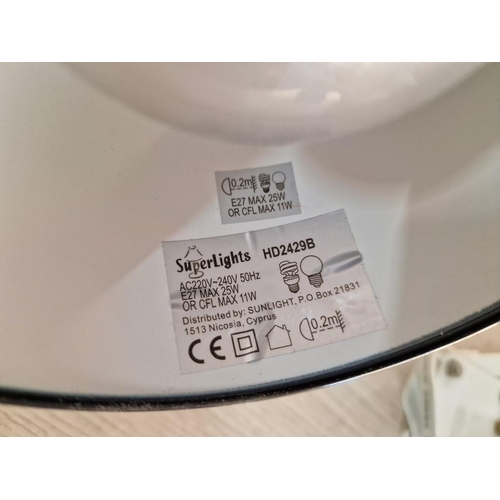 0.2m
E27 MAX 25W
OR CFL MAX 11W
SuperLights HD2429B
AC220V~240V 50Hz
E27 MAX 25W
OR CFL MAX 11W
Distributed by: SUNLIGHT, P.O.Box 21831
1513 Nicosia, Cyprus
CE 0.2m